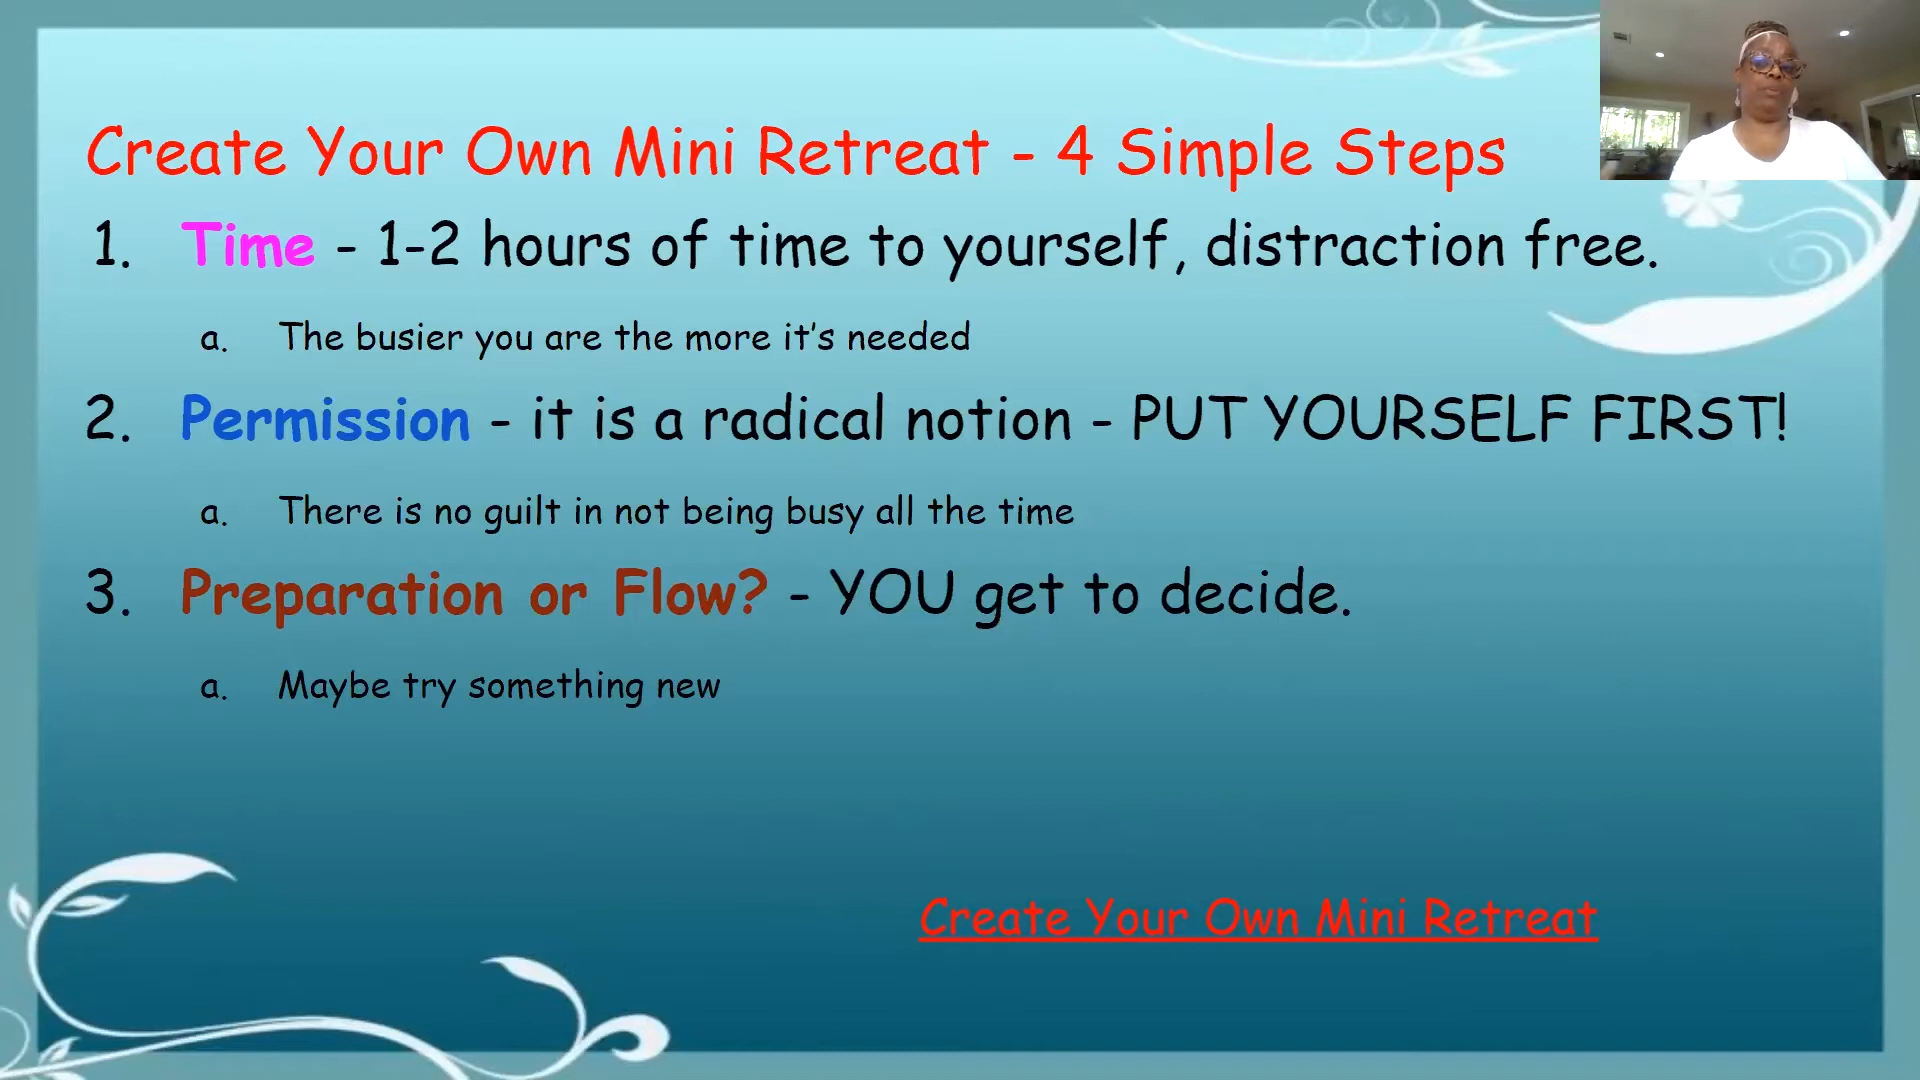 Create Your Own Mini Retreat - 4 Simple Steps
1. Time - 1-2 hours of time to yourself, distraction free.
a. The busier you are the more it's needed
2. Permission - it is a radical notion - PUT YOURSELF FIRST!
a. There is no guilt in not being busy all the time
3. Preparation or Flow? - YOU get to decide.
a. Maybe try something new
Create Your Own Mini Retreat